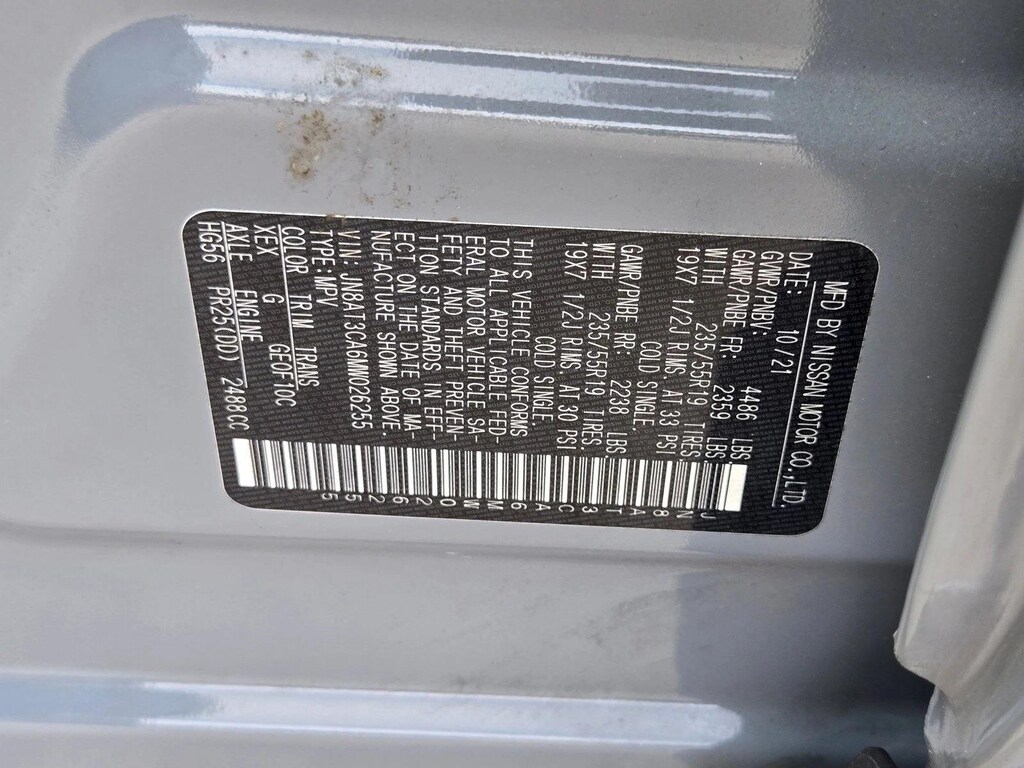 MFD BY NISSAN MOTOR CO.,LTD.
DATE: 10/21
GVWR/PNBV: 4486 LBS.
GAWR/PNBE FR: 2359 LBS.
WITH 235/55R19 TIRES.
19X7 1/2J RIMS. AT 33 PSI
COLD SINGLE.
GAWR/PNBE RR: 2238 LBS.
WITH 235/55R19 TIRES.
19X7 1/2J RIMS AT 30 PSI
COLD SINGLE.
THIS VEHICLE CONFORMS
TO ALL APPLICABLE FED-
ERAL MOTOR VEHICLE SA-
FETY AND THEFT PREVEN-
TION STANDARDS IN EFF-
ECT ON THE DATE OF MA-
NUFACTURE SHOWN ABOVE.
VIN: JN8AT3CA6MW026255
TYPE:MPV
COLOR TRIM TRANS
XEX G GE0F10C
AXLE ENGINE
HG56 PR25(DD) 2488CC
JN8AT3CA6MW026255